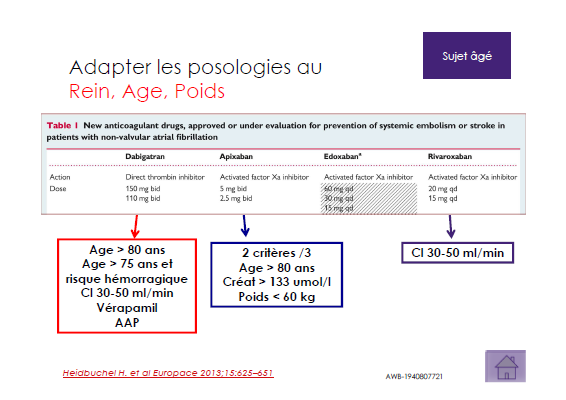 Sujet âgé
Adapter les posologies au
Rein, Age, Poids
Table 1 New anticoagulant drugs, approved or under evaluation for prevention of systemic embolism or stroke in
patients with non-valvular atrial fibrillation
Dabigatran Apixaban Edoxabanª Rivaroxaban
Action Direct thrombin inhibitor Activated factor Xa inhibitor Activated factor Xa inhibitor Activated factor Xa inhibitor
Dose 150 mg bid 5 mg bid 60 mg qd 20 mg qd
110 mg bid 2.5 mg bid 30 mg qd 15 mg qd
15 mg qd
Age > 80 ans
Age > 75 ans et
risque hémorragique
Cl 30-50 ml/min
Vérapamil
AAP
2 critères /3
Age > 80 ans
Créat > 133 umol/l
Poids < 60 kg
Cl 30-50 ml/min
Heidbuchel H. et al Europace 2013;15:625–651
AWB-1940807721